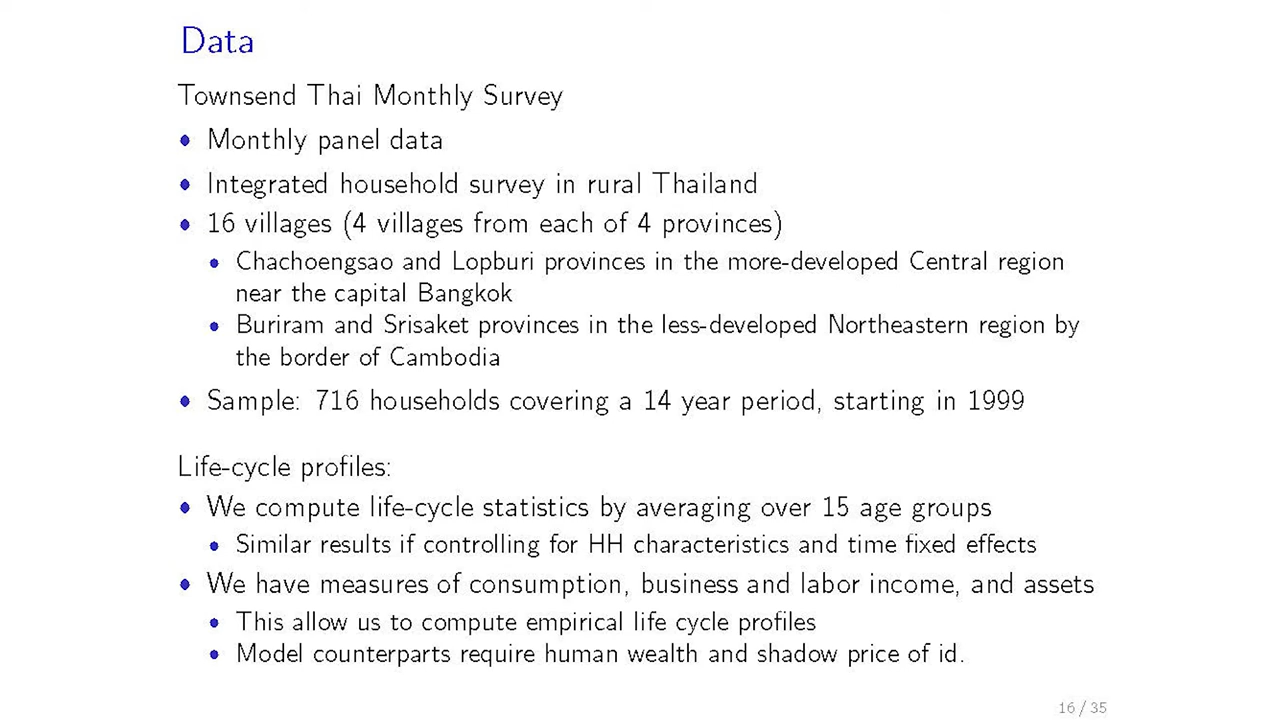 Data
Townsend Thai Monthly Survey
• Monthly panel data
• Integrated household survey in rural Thailand
• 16 villages (4 villages from each of 4 provinces)
• Chachoengsao and Lopburi provinces in the more-developed Central region
near the capital Bangkok
• Buriram and Srisaket provinces in the less-developed Northeastern region by
the border of Cambodia
• Sample: 716 households covering a 14 year period, starting in 1999
Life-cycle profiles:
• We compute life-cycle statistics by averaging over 15 age groups
• Similar results if controlling for HH characteristics and time fixed effects
• We have measures of consumption, business and labor income, and assets
• This allow us to compute empirical life cycle profiles
• Model counterparts require human wealth and shadow price of id.
16 / 35